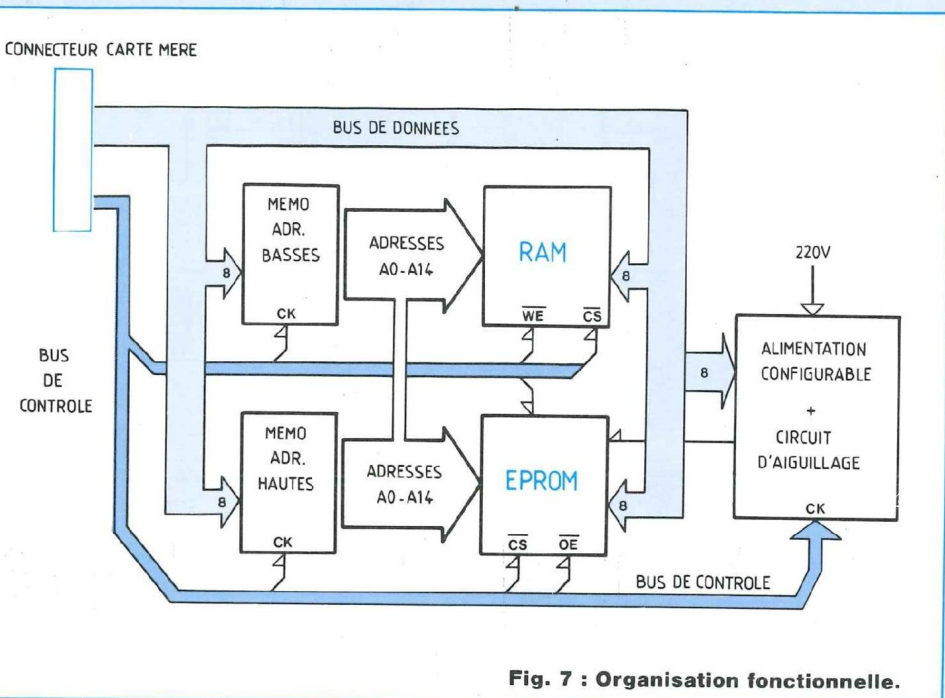 CONNECTEUR CARTE MERE
BUS DE DONNEES
MEMO
ADR.
BASSES
CK
8
ADRESSES
A0-A14
RAM
WE CS
8
220V
ALIMENTATION
CONFIGURABLE
+
CIRCUIT
D'AIGUILLAGE
CK
8
BUS
DE
CONTROLE
MEMO
ADR.
HAUTES
CK
8
ADRESSES
A0-A14
EPROM
CS OE
8
BUS DE CONTROLE
Fig. 7 : Organisation fonctionnelle.